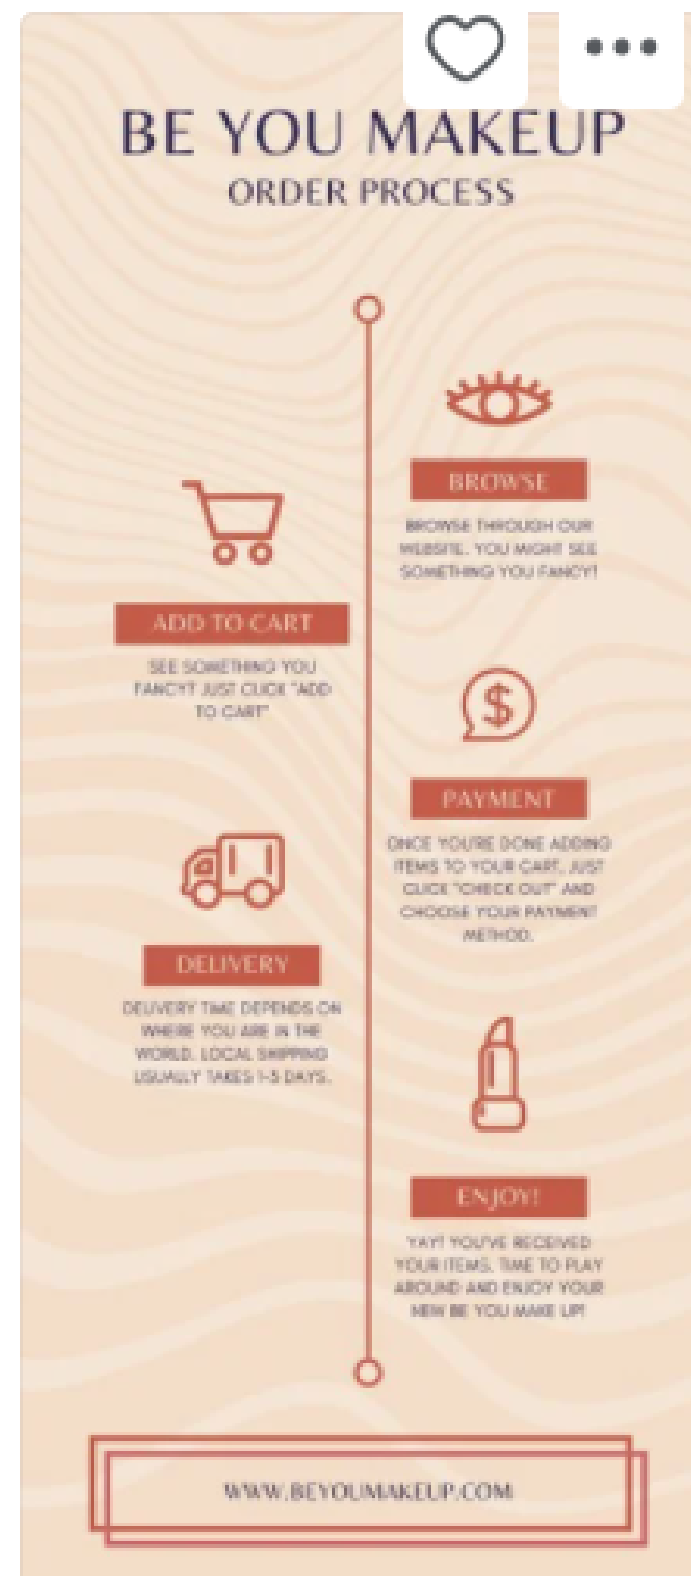 BE YOU MAKEUP
ORDER PROCESS
BROWSE
BROWSE THROUGH OUR
WEBSITE. YOU MIGHT SEE
SOMETHING YOU FANCY!
ADD TO CART
SEE SOMETHING YOU
FANCY? JUST CLICK "ADD
TO CART"
PAYMENT
ONCE YOU'RE DONE ADDING
ITEMS TO YOUR CART, JUST
CLICK "CHECK OUT" AND
CHOOSE YOUR PAYMENT
METHOD.
DELIVERY
DELIVERY TIME DEPENDS ON
WHERE YOU ARE IN THE
WORLD. LOCAL SHIPPING
USUALLY TAKES 1-3 DAYS.
ENJOY!
YAY! YOU'VE RECEIVED
YOUR ITEMS. TIME TO PLAY
AROUND AND ENJOY YOUR
NEW BE YOU MAKE UP!
WWW.BEYOUMAKEUP.COM